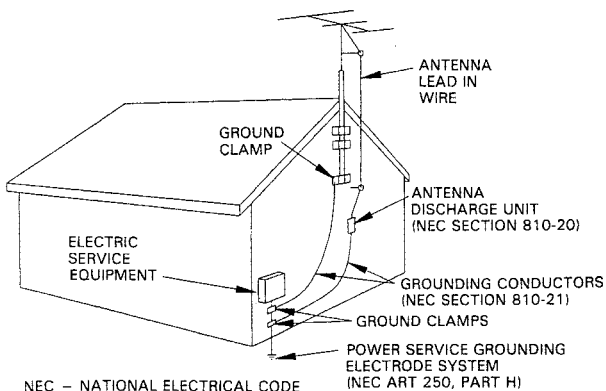 ANTENNA
LEAD IN
WIRE
GROUND
CLAMP
ANTENNA
DISCHARGE UNIT
(NEC SECTION 810-20)
ELECTRIC
SERVICE
EQUIPMENT
GROUNDING CONDUCTORS
(NEC SECTION 810-21)
GROUND CLAMPS
POWER SERVICE GROUNDING
ELECTRODE SYSTEM
(NEC ART 250, PART H)
NEC – NATIONAL ELECTRICAL CODE